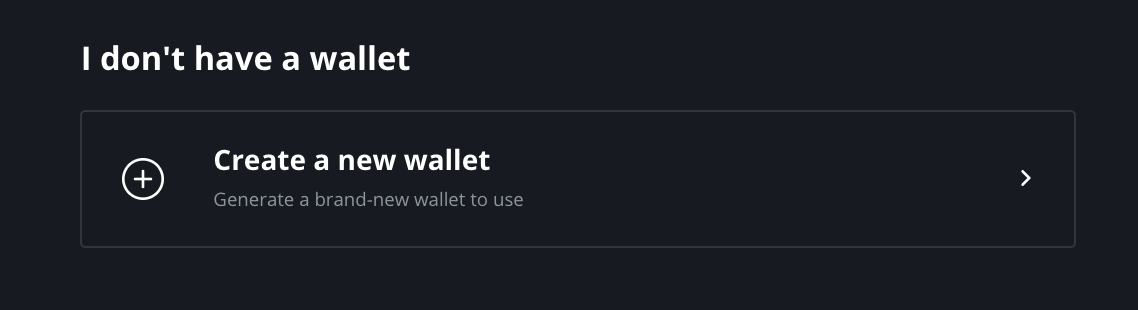 I don't have a wallet
Create a new wallet
Generate a brand-new wallet to use